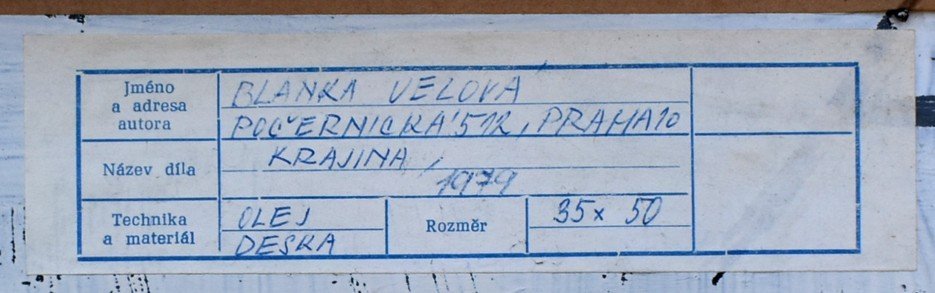 Jméno
a adresa
autora
BLANKA VELOVÁ
POČERNICKÁ 512, PRAHA 10
Název díla
KRAJINA,
1979
Technika
a materiál
OLEJ
DESKA
Rozměr
35 x 50